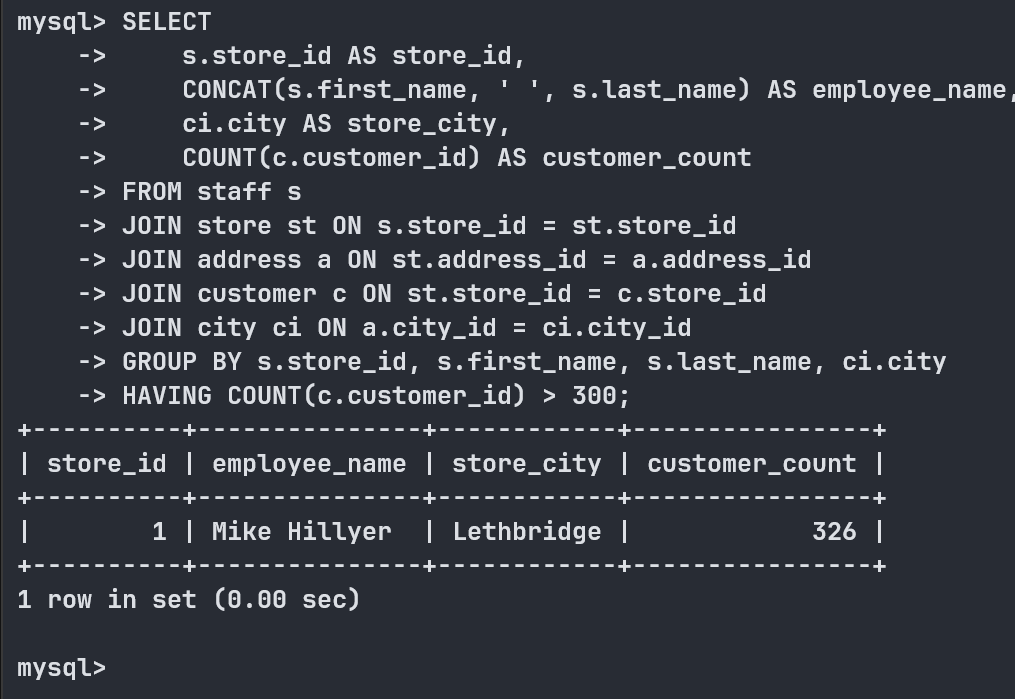 mysql> SELECT
    ->     s.store_id AS store_id,
    ->     CONCAT(s.first_name, ' ', s.last_name) AS employee_name,
    ->     ci.city AS store_city,
    ->     COUNT(c.customer_id) AS customer_count
    -> FROM staff s
    -> JOIN store st ON s.store_id = st.store_id
    -> JOIN address a ON st.address_id = a.address_id
    -> JOIN customer c ON st.store_id = c.store_id
    -> JOIN city ci ON a.city_id = ci.city_id
    -> GROUP BY s.store_id, s.first_name, s.last_name, ci.city
    -> HAVING COUNT(c.customer_id) > 300;
+----------+---------------+------------+----------------+
| store_id | employee_name | store_city | customer_count |
+----------+---------------+------------+----------------+
|        1 | Mike Hillyer  | Lethbridge |            326 |
+----------+---------------+------------+----------------+
1 row in set (0.00 sec)
mysql>